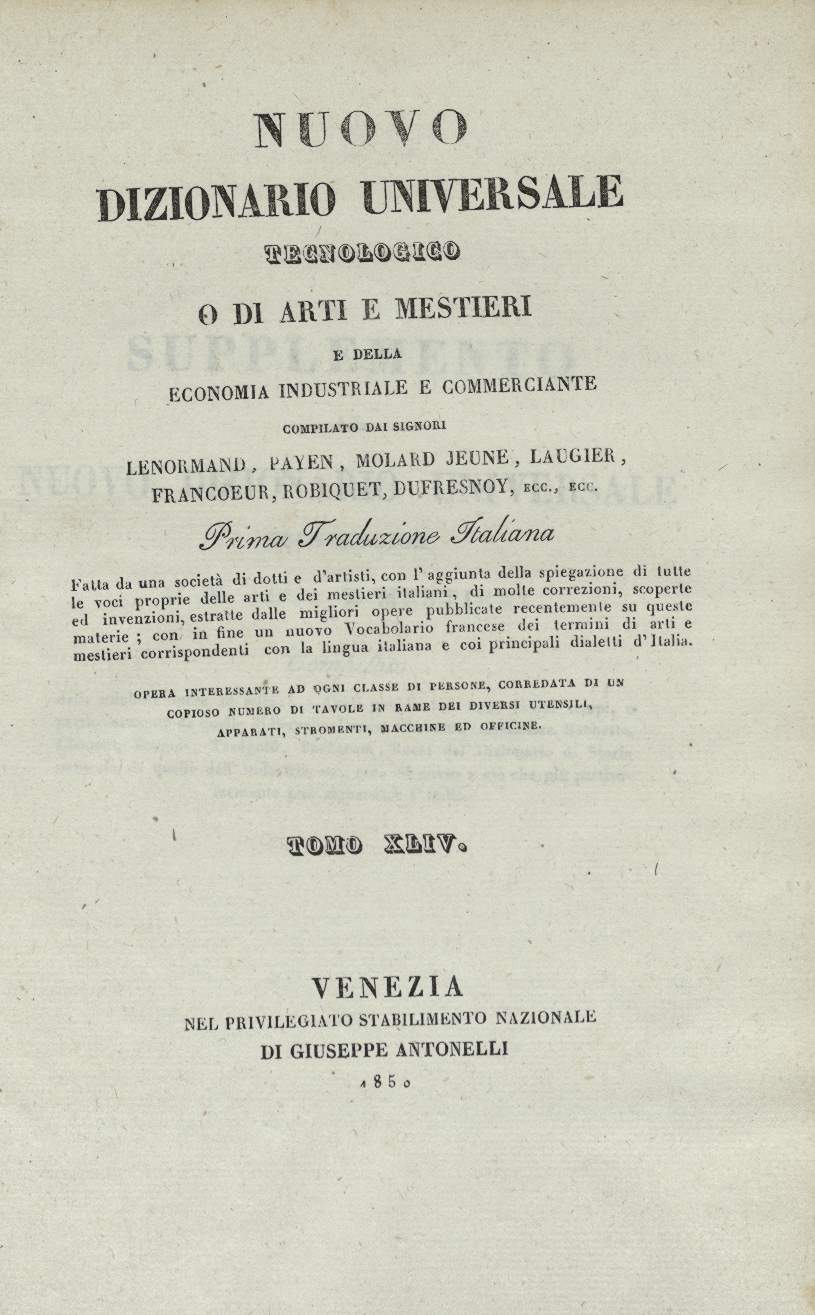 NUOVO
DIZIONARIO UNIVERSALE
TECNOLOGICO
O DI ARTI E MESTIERI
E DELLA
ECONOMIA INDUSTRIALE E COMMERCIANTE
COMPILATO DAI SIGNORI
LENORMAND, PAYEN, MOLARD JEUNE, LAUGIER,
FRANCOEUR, ROBIQUET, DUFRESNOY, ECC., ECC.
Prima Traduzione Italiana
Fatta da una società di dotti e d'artisti, con l'aggiunta della spiegazione di tutte
le voci proprie delle arti e dei mestieri italiani, di molte correzioni, scoperte
ed invenzioni, estratte dalle migliori opere pubblicate recentemente su queste
materie; con in fine un nuovo Vocabolario francese dei termini di arti e
mestieri corrispondenti con la lingua italiana e coi principali dialetti d'Italia.
OPERA INTERESSANTE AD OGNI CLASSE DI PERSONE, CORREDATA DI UN
COPIOSO NUMERO DI TAVOLE IN RAME DEI DIVERSI UTENSILI,
APPARATI, STROMENTI, MACCHINE ED OFFICINE.
TOMO XLIV.
VENEZIA
NEL PRIVILEGIATO STABILIMENTO NAZIONALE
DI GIUSEPPE ANTONELLI
1850